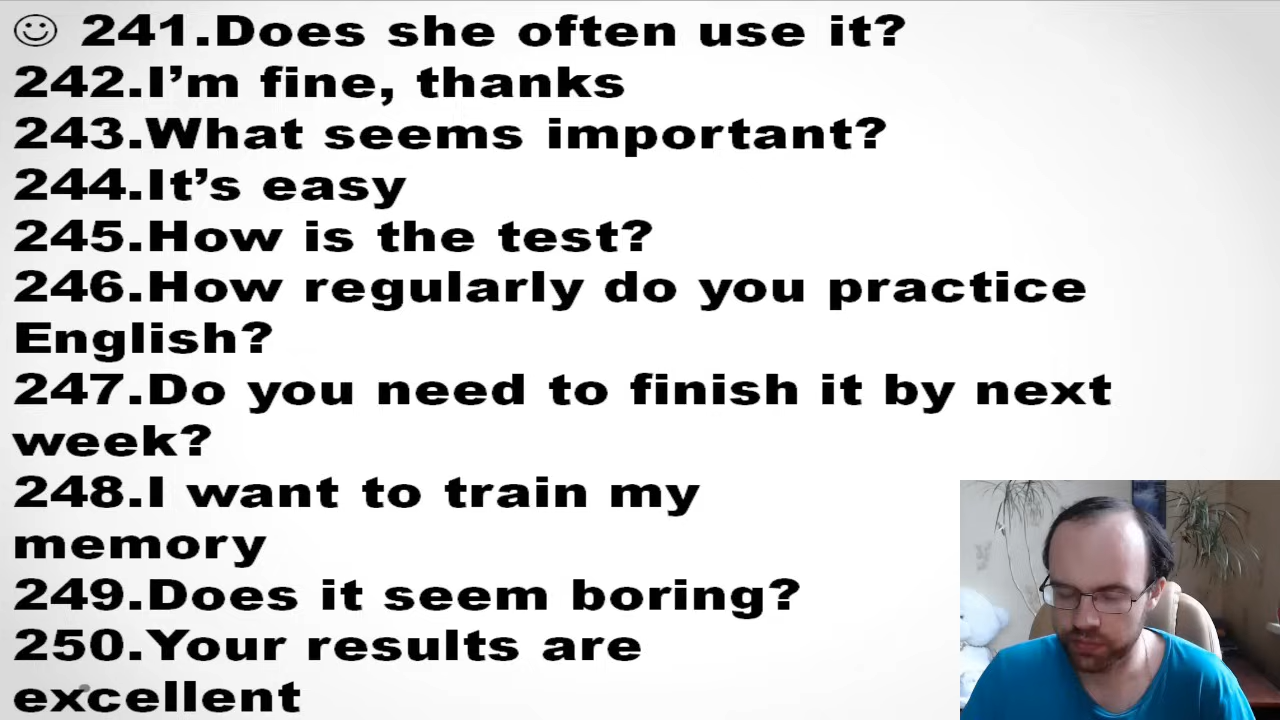 ☺ 241.Does she often use it?
242.I’m fine, thanks
243.What seems important?
244.It’s easy
245.How is the test?
246.How regularly do you practice
English?
247.Do you need to finish it by next
week?
248.I want to train my
memory
249.Does it seem boring?
250.Your results are
excellent